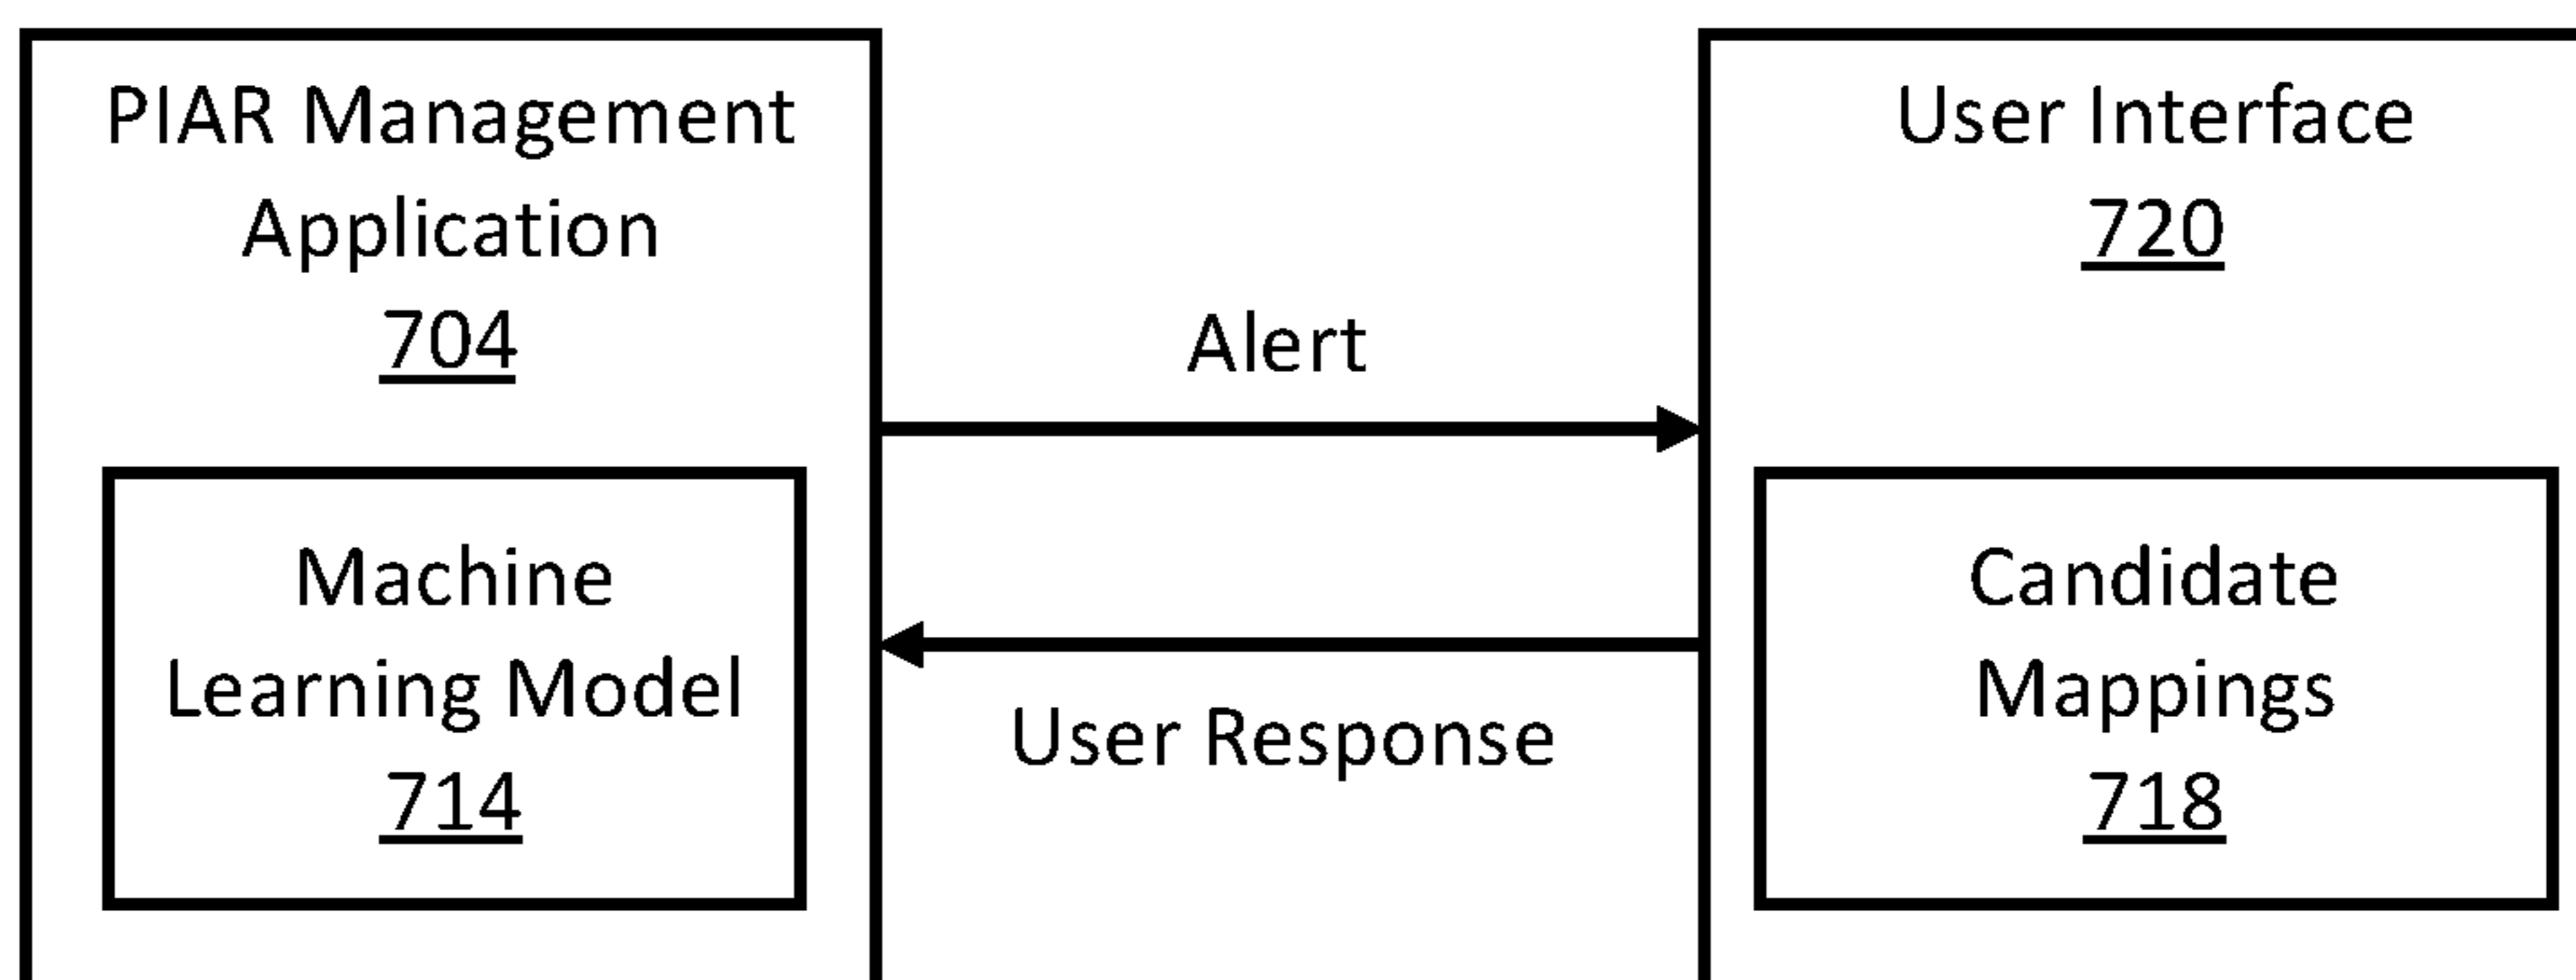 PIAR Management
Application
704
Machine
Learning Model
714
Alert
User Response
User Interface
720
Candidate
Mappings
718